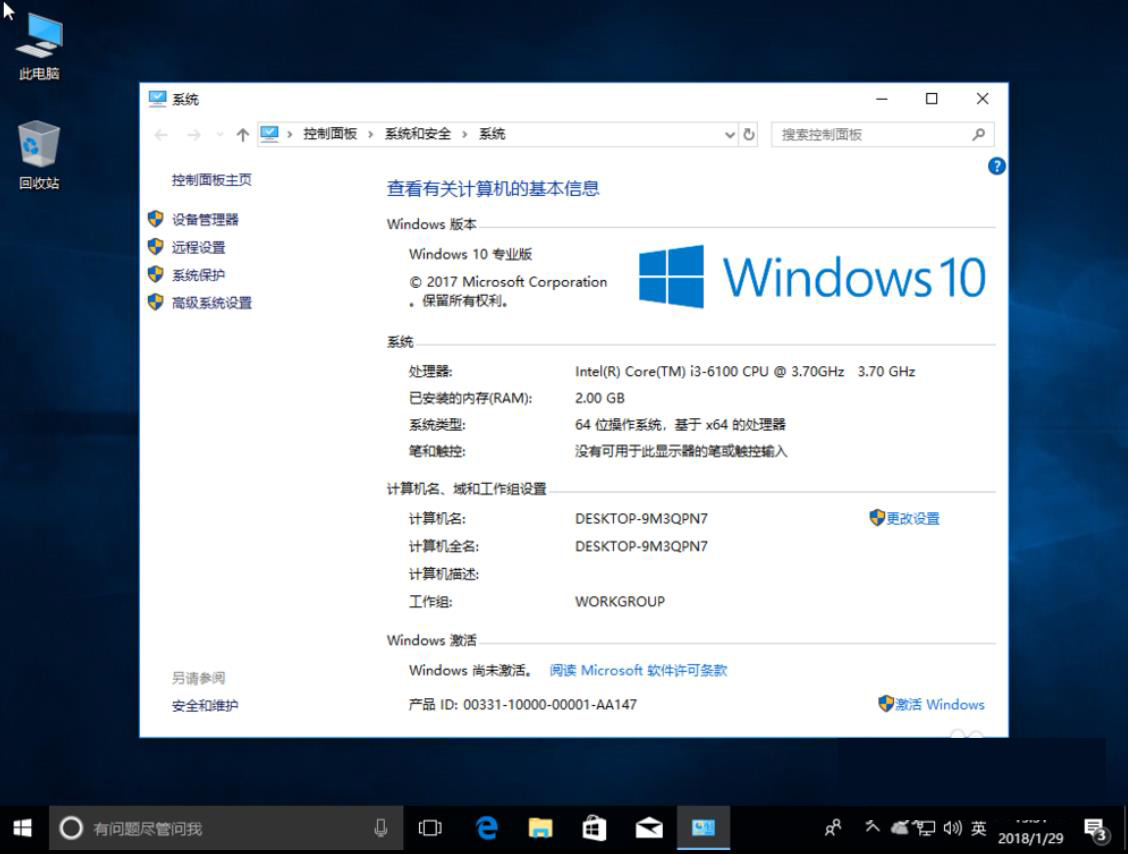 此电脑
回收站
系统
控制面板 系统和安全 系统
搜索控制面板
控制面板主页
设备管理器
远程设置
系统保护
高级系统设置
另请参阅
安全和维护
查看有关计算机的基本信息
Windows 版本
Windows 10 专业版
© 2017 Microsoft Corporation
。保留所有权利。
Windows 10
系统
处理器: Intel(R) Core(TM) i3-6100 CPU @ 3.70GHz 3.70 GHz
已安装的内存(RAM): 2.00 GB
系统类型: 64 位操作系统，基于 x64 的处理器
笔和触控: 没有可用于此显示器的笔或触控输入
计算机名、域和工作组设置
计算机名: DESKTOP-9M3QPN7 更改设置
计算机全名: DESKTOP-9M3QPN7
计算机描述:
工作组: WORKGROUP
Windows 激活
Windows 尚未激活。 阅读 Microsoft 软件许可条款
产品 ID: 00331-10000-00001-AA147 激活 Windows
有问题尽管问我
英
2018/1/29
3